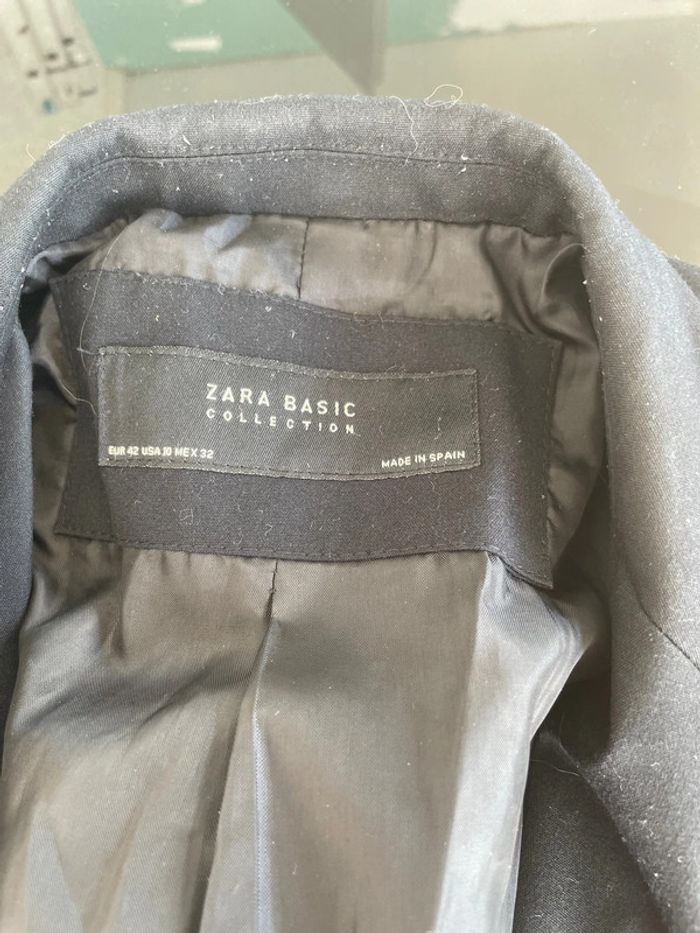 ZARA BASIC
COLLECTION
EUR 42 USA 10 MEX 32
MADE IN SPAIN